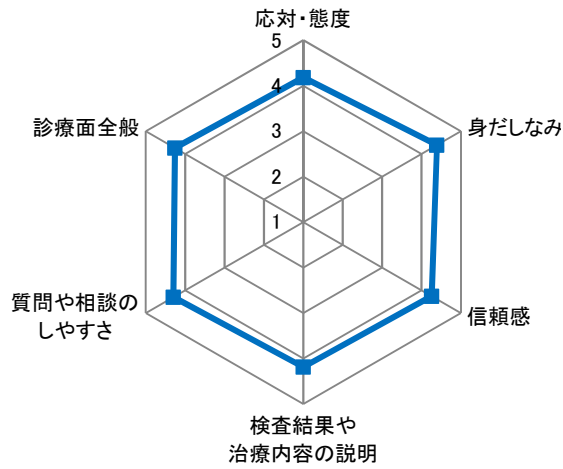 応対・態度
5
4
3
2
1
診療面全般
身だしなみ
質問や相談の
しやすさ
信頼感
検査結果や
治療内容の説明